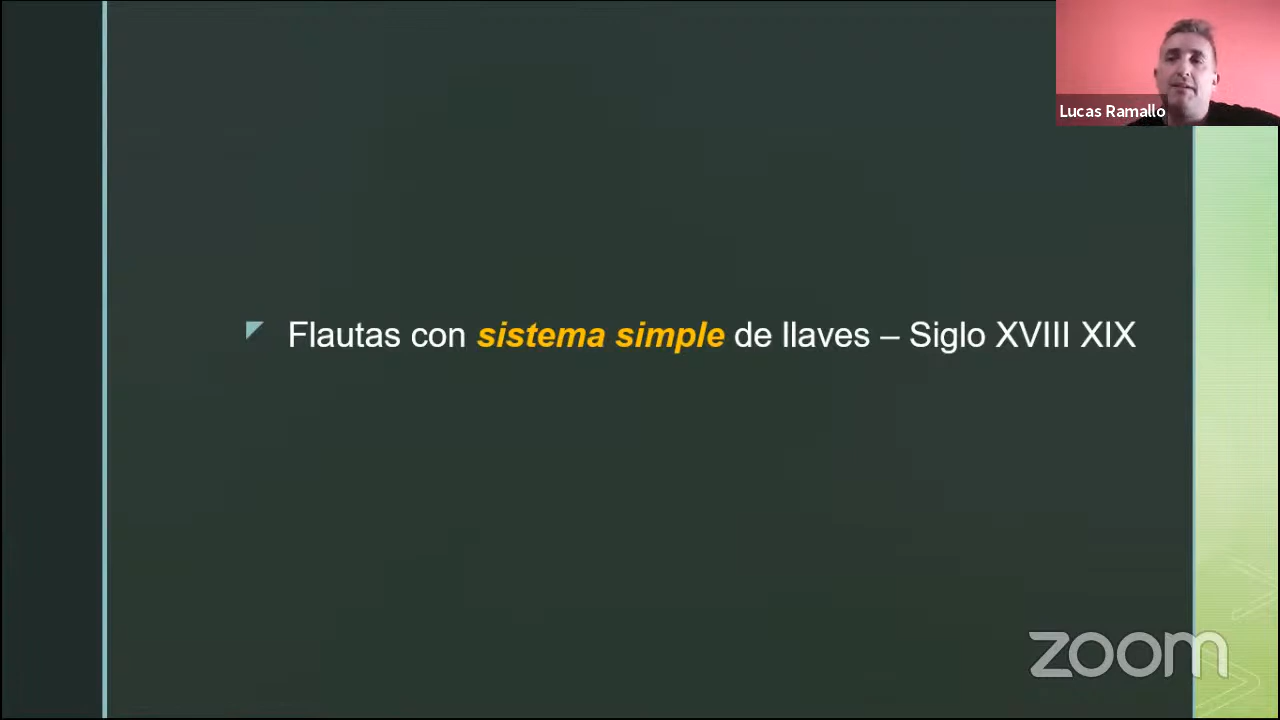 Lucas Ramallo
Flautas con sistema simple de llaves – Siglo XVIII XIX
zoom